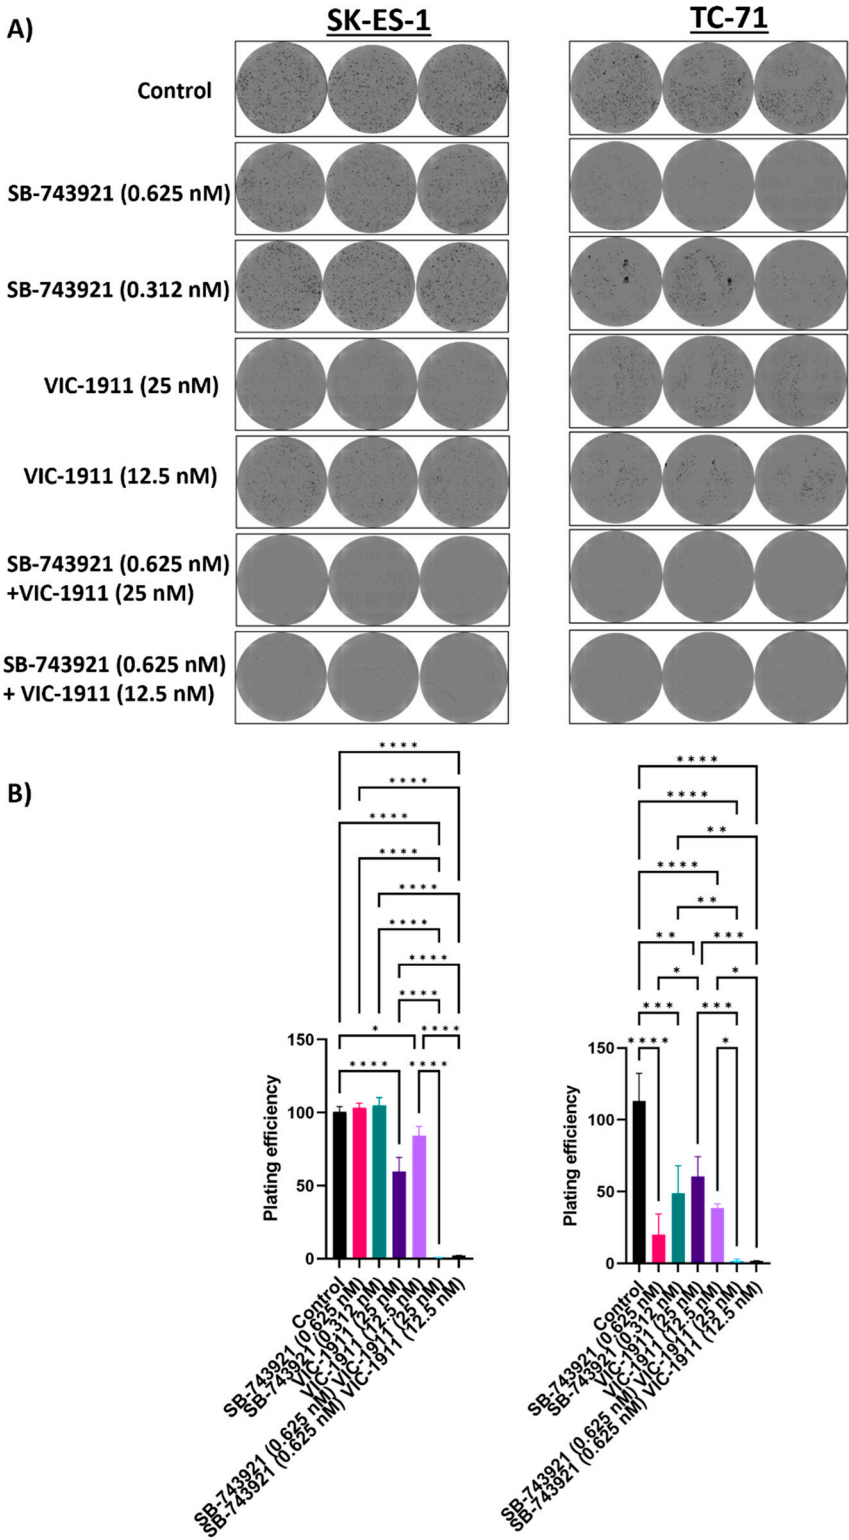 A)
SK-ES-1
TC-71
Control
SB-743921 (0.625 nM)
SB-743921 (0.312 nM)
VIC-1911 (25 nM)
VIC-1911 (12.5 nM)
SB-743921 (0.625 nM)
+VIC-1911 (25 nM)
SB-743921 (0.625 nM)
+ VIC-1911 (12.5 nM)
B)
****
****
****
****
****
****
****
****
*
****
****
****
150
100
50
0
Plating efficiency
Control
SB-743921 (0.625 nM)
SB-743921 (0.312 nM)
VIC-1911 (25 nM)
VIC-1911 (12.5 nM)
SB-743921 (0.625 nM) VIC-1911 (25 nM)
SB-743921 (0.625 nM) VIC-1911 (12.5 nM)
****
****
**
****
**
**
***
*
*
***
***
****
*
150
100
50
0
Plating efficiency
Control
SB-743921 (0.625 nM)
SB-743921 (0.312 nM)
VIC-1911 (25 nM)
VIC-1911 (12.5 nM)
SB-743921 (0.625 nM) VIC-1911 (25 nM)
SB-743921 (0.625 nM) VIC-1911 (12.5 nM)